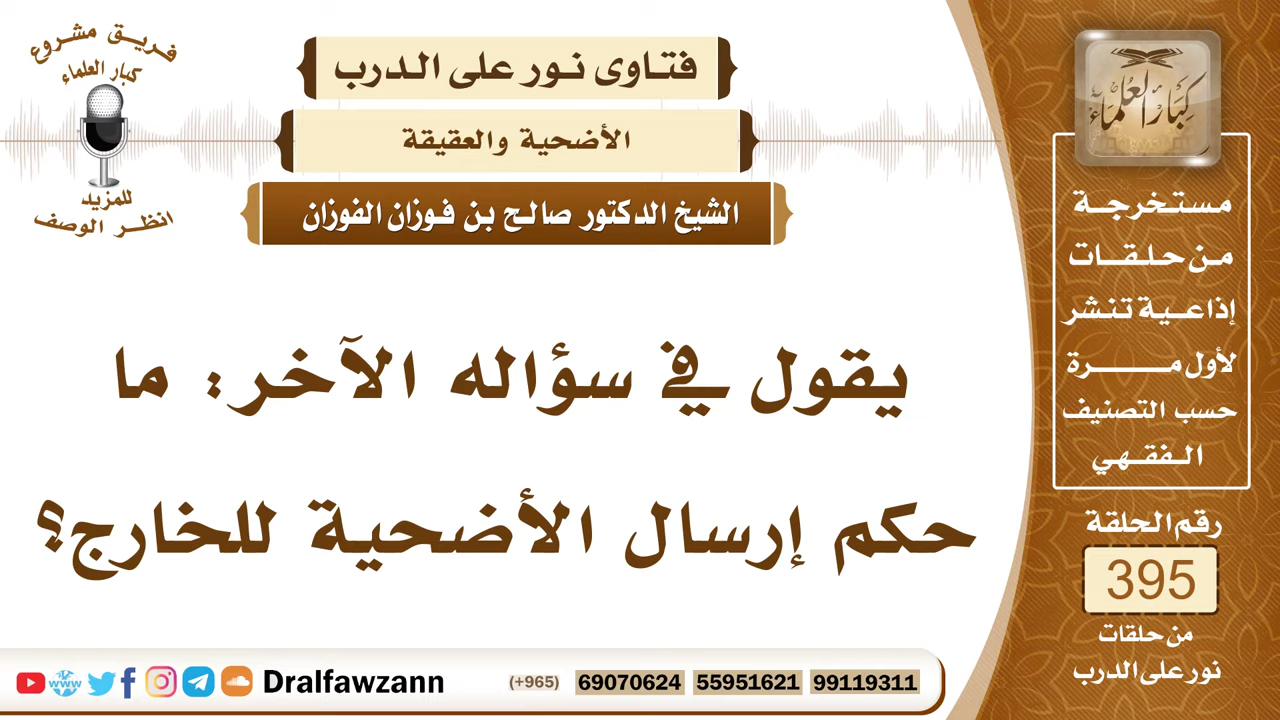 فريق مشروع
كبار العلماء
للمزيد
انظر الوصف
فتاوى نور على الدرب
الأضحية والعقيقة
الشيخ الدكتور صالح بن فوزان الفوزان
يقول في سؤاله الآخر: ما
حكم إرسال الأضحية للخارج؟
كبار العلماء
مستخرجة
من حلقات
إذاعية تنشر
لأول مرة
حسب التصنيف
الفقهي
رقم الحلقة
395
من حلقات
نور على الدرب
www Dralfawzann (+965) 69070624 55951621 99119311